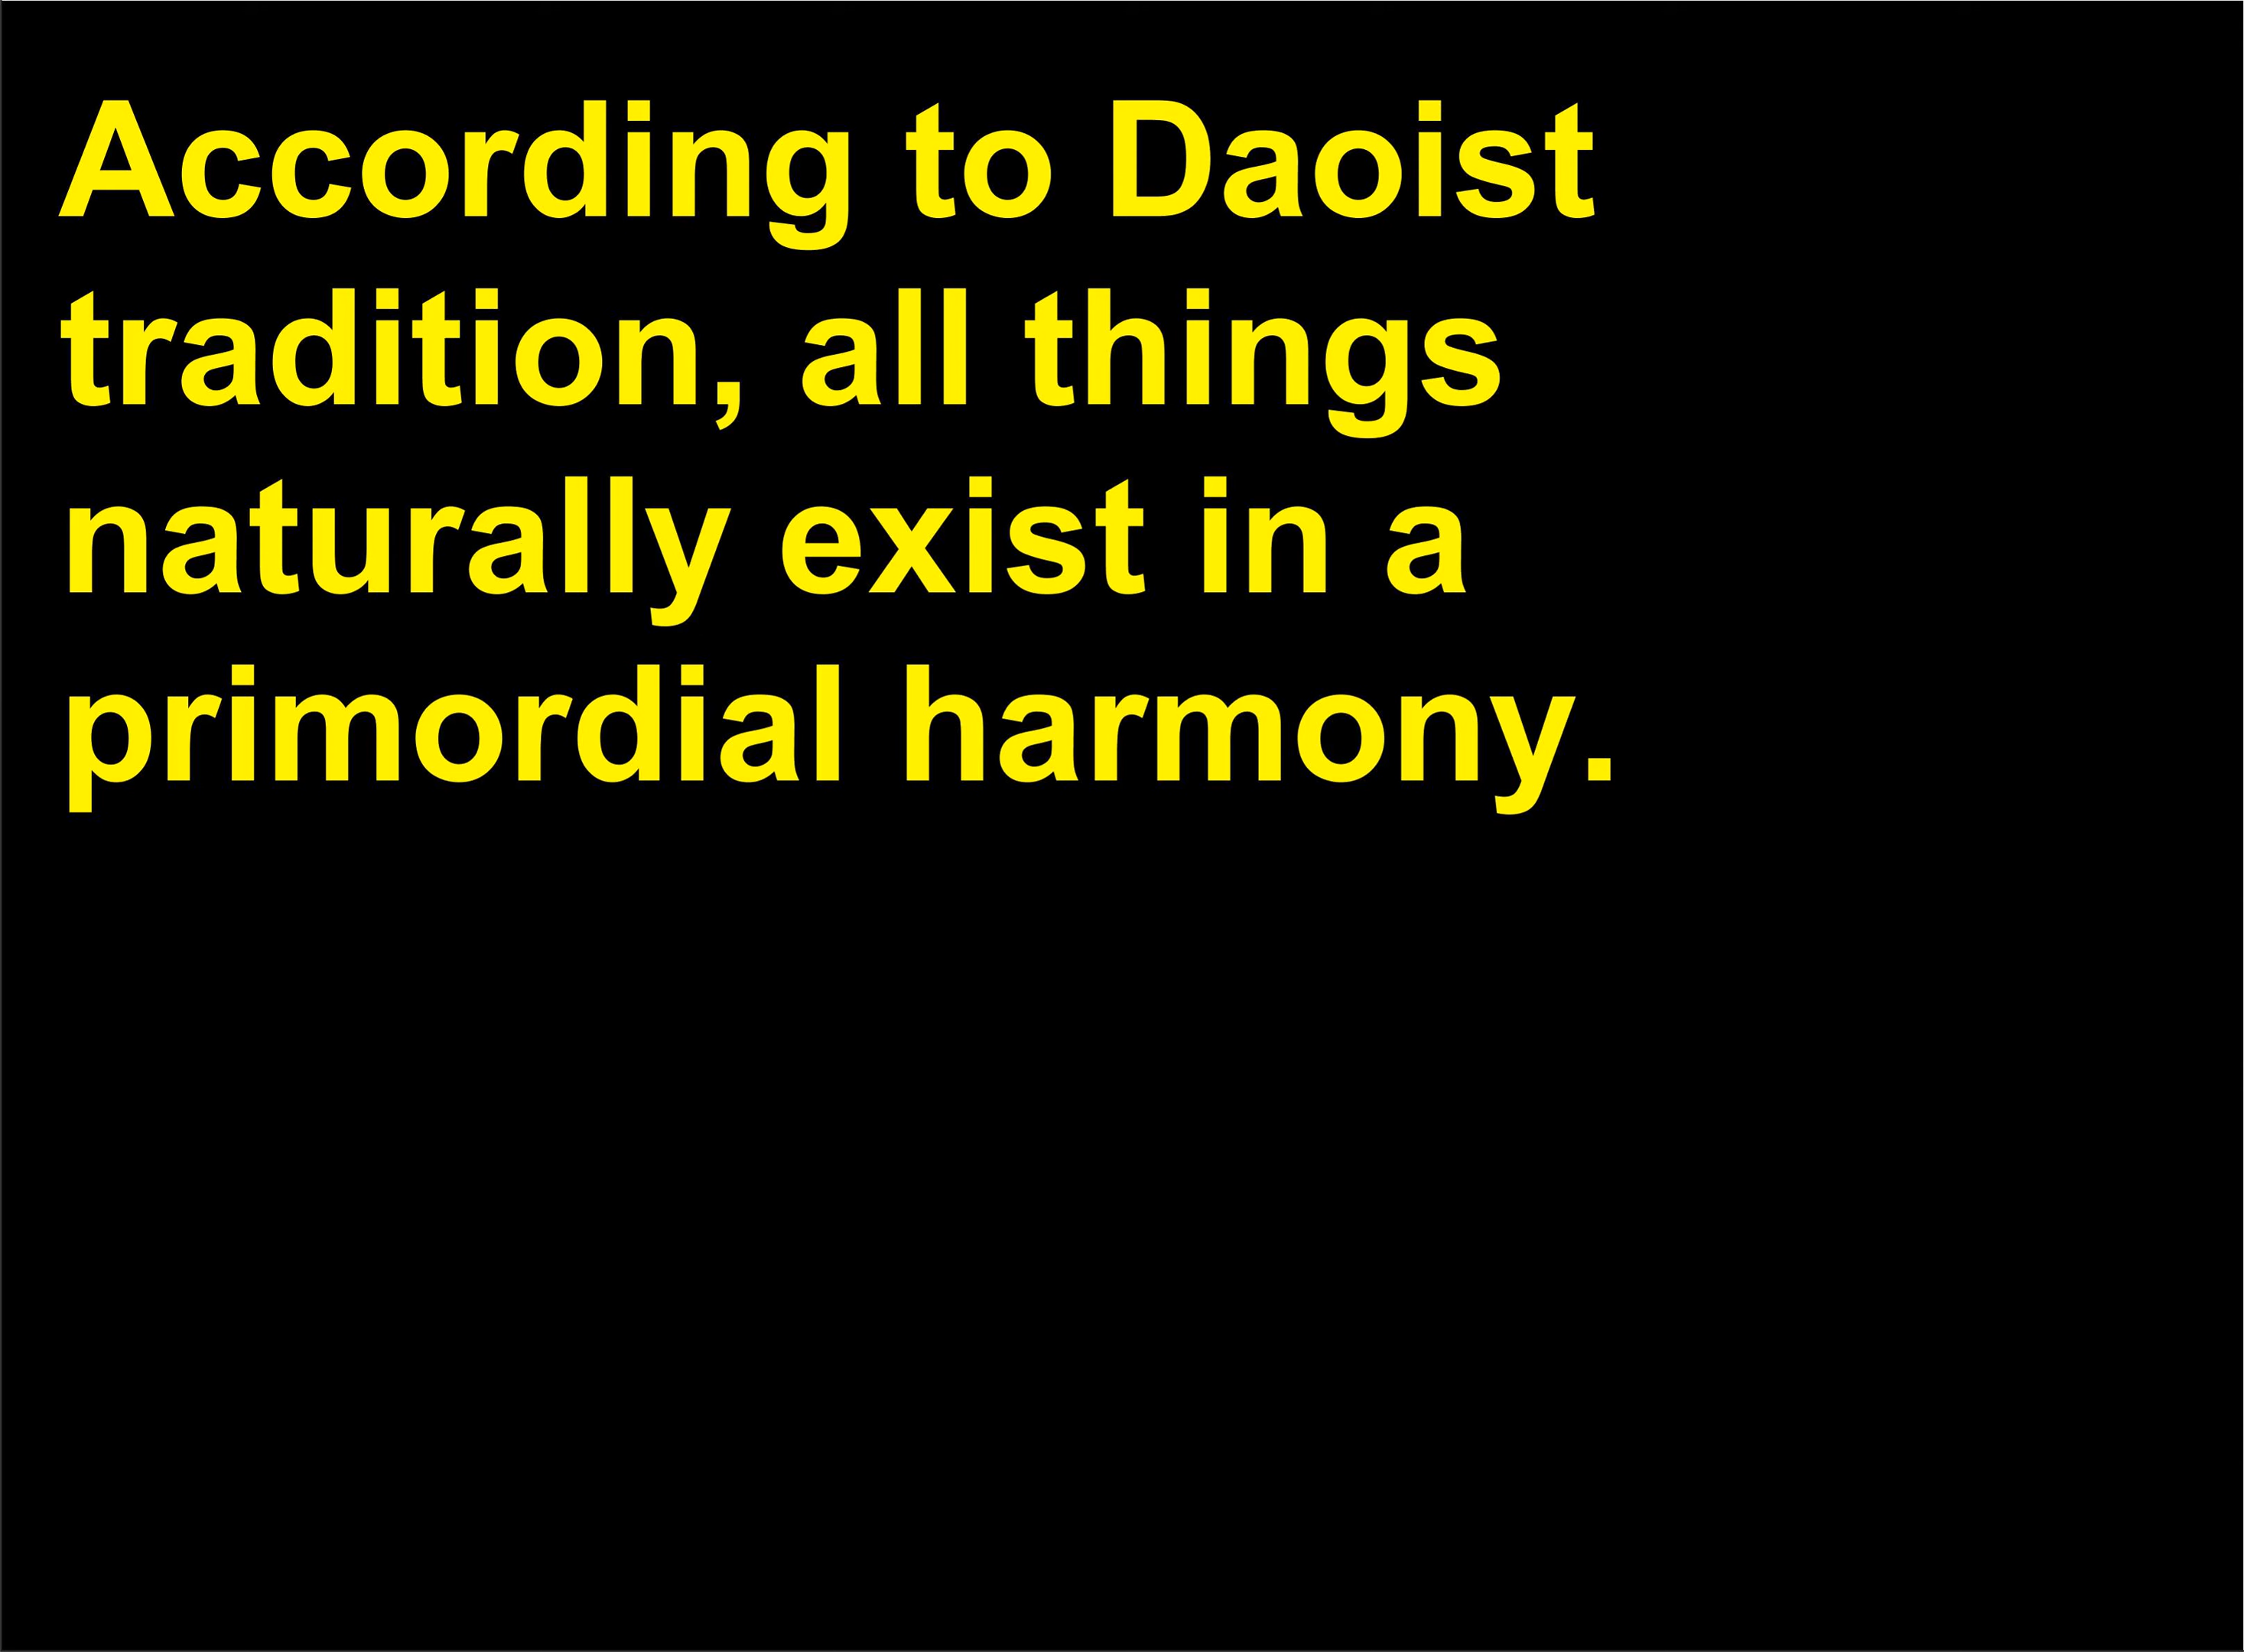 According to Daoist
tradition, all things
naturally exist in a
primordial harmony.